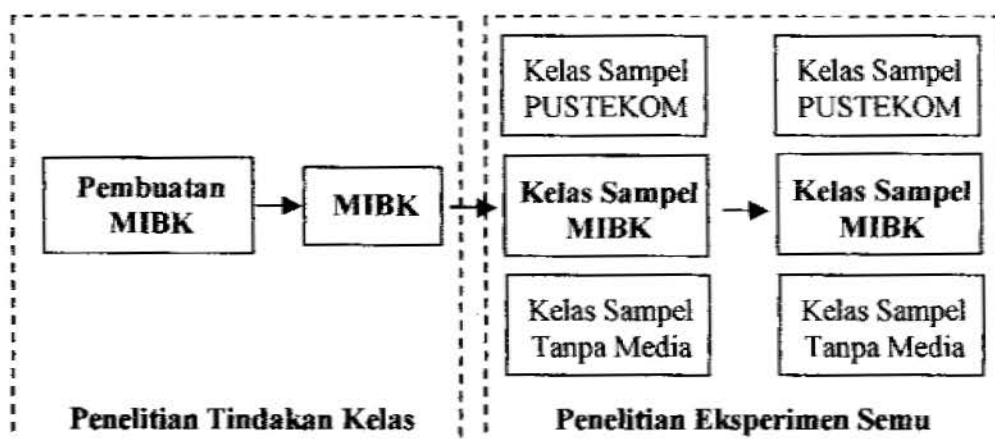 Pembuatan
MIBK
MIBK
Penelitian Tindakan Kelas
Kelas Sampel
PUSTEKOM
Kelas Sampel
MIBK
Kelas Sampel
Tanpa Media
Kelas Sampel
PUSTEKOM
Kelas Sampel
MIBK
Kelas Sampel
Tanpa Media
Penelitian Eksperimen Semu